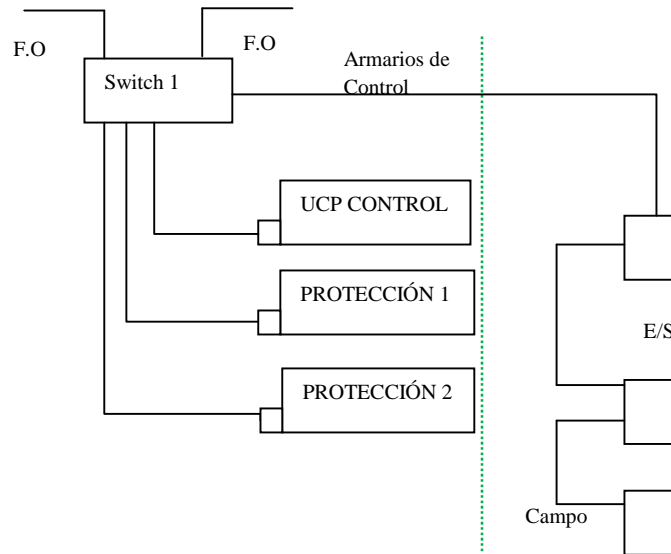 F.O
F.O
Switch 1
Armarios de
Control
UCP CONTROL
PROTECCIÓN 1
E/S
PROTECCIÓN 2
Campo